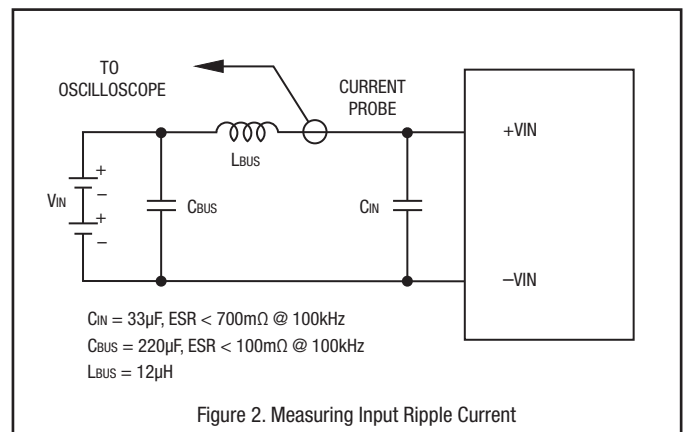 TO
OSCILLOSCOPE
CURRENT
PROBE
+VIN
LBUS
+
VIN
–
+
–
CBUS
CIN
–VIN
CIN = 33µF, ESR < 700mΩ @ 100kHz
CBUS = 220µF, ESR < 100mΩ @ 100kHz
LBUS = 12µH
Figure 2. Measuring Input Ripple Current